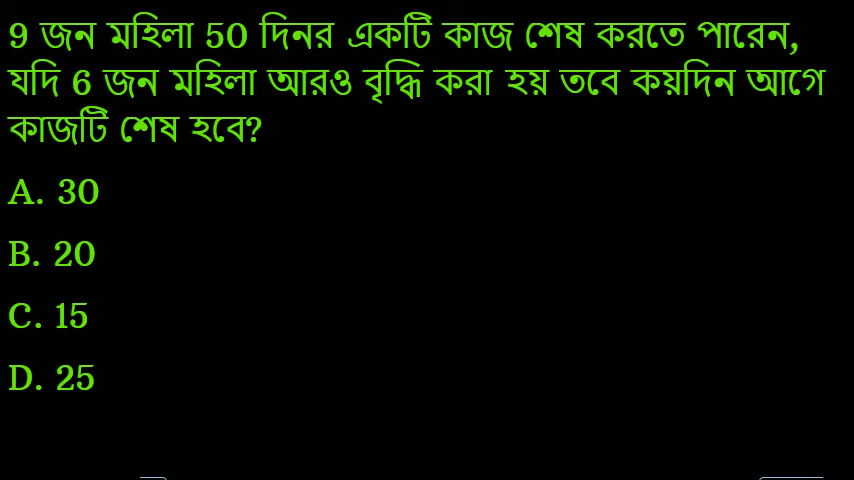 9 জন মহিলা 50 দিনর একটি কাজ শেষ করতে পারেন,
যদি 6 জন মহিলা আরও বৃদ্ধি করা হয় তবে কয়দিন আগে
কাজটি শেষ হবে?
A. 30
B. 20
C. 15
D. 25